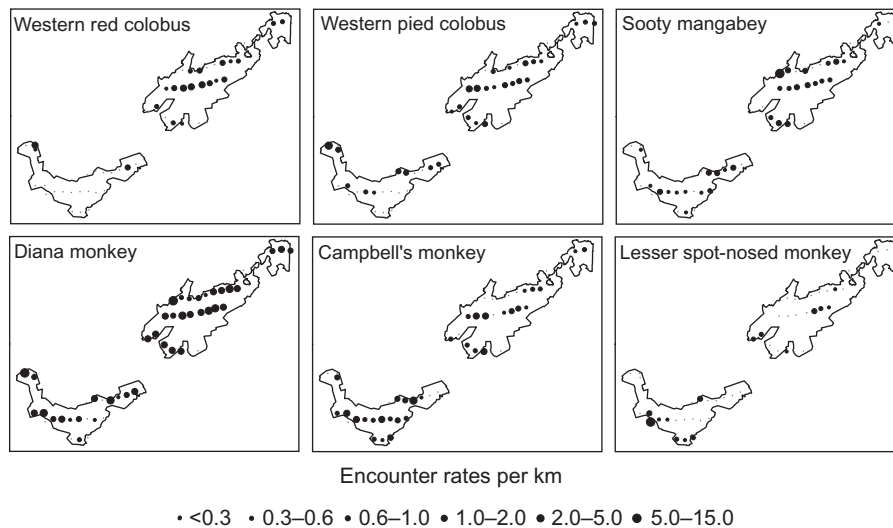 Western red colobus
Western pied colobus
Sooty mangabey
Diana monkey
Campbell's monkey
Lesser spot-nosed monkey
Encounter rates per km
<0.3
0.3–0.6
0.6–1.0
1.0–2.0
2.0–5.0
5.0–15.0